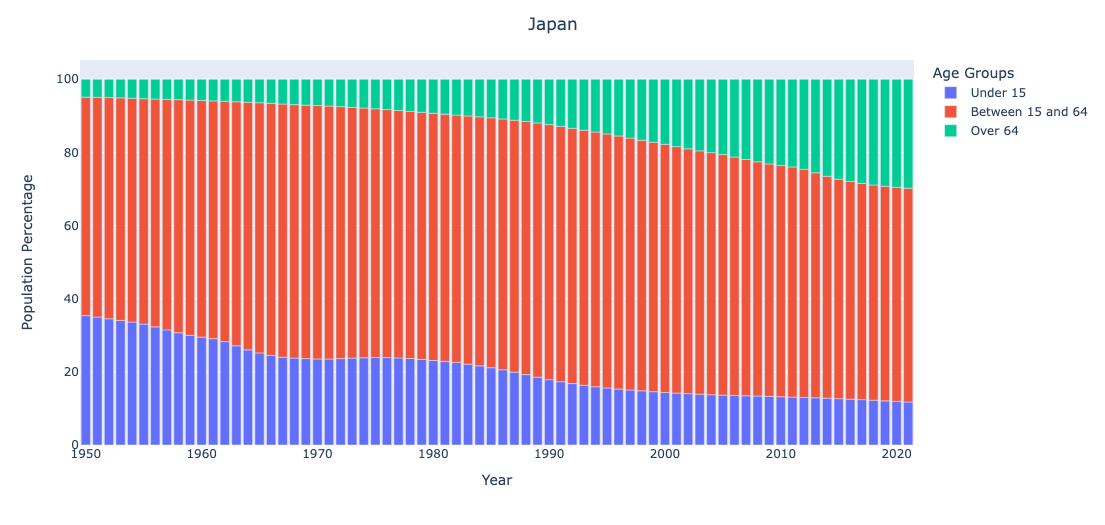 Japan
Age Groups
Under 15
Between 15 and 64
Over 64
Population Percentage
100
80
60
40
20
0
1950
1960
1970
1980
1990
2000
2010
2020
Year